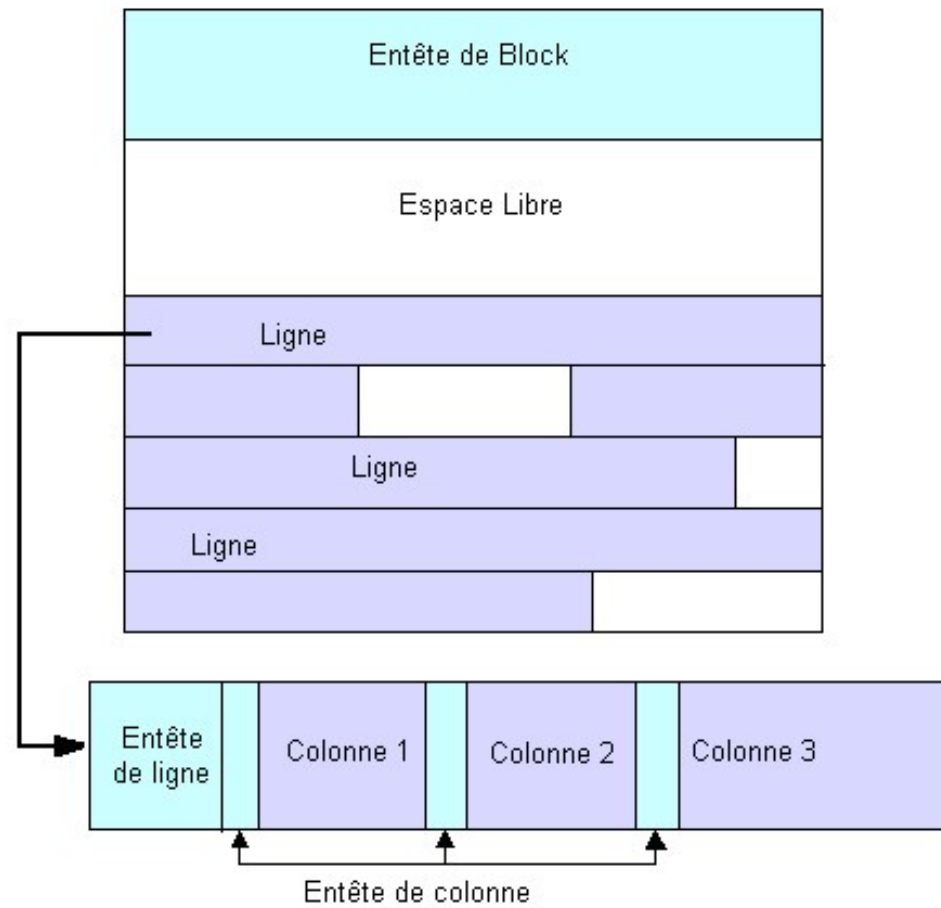 Entête de Block
Espace Libre
Ligne
Ligne
Ligne
Entête
de ligne
Colonne 1
Colonne 2
Colonne 3
Entête de colonne